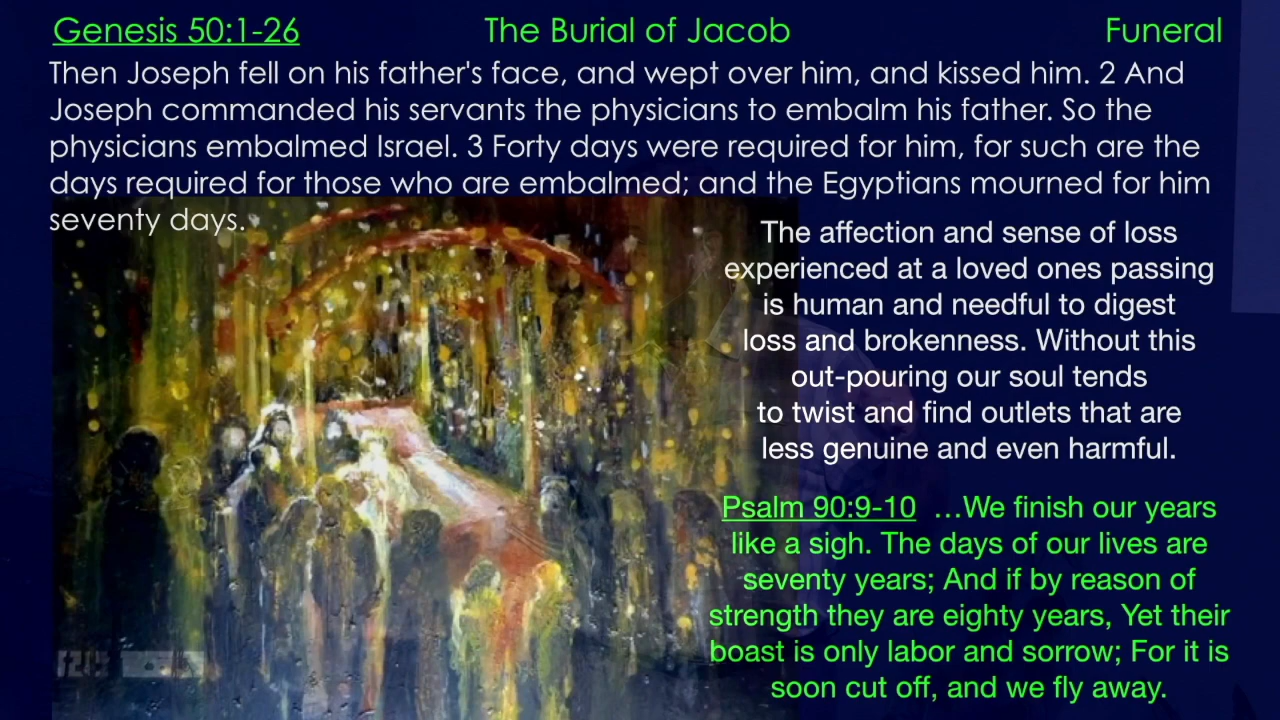 Genesis 50:1-26 The Burial of Jacob Funeral
Then Joseph fell on his father's face, and wept over him, and kissed him. 2 And
Joseph commanded his servants the physicians to embalm his father. So the
physicians embalmed Israel. 3 Forty days were required for him, for such are the
days required for those who are embalmed; and the Egyptians mourned for him
seventy days.
The affection and sense of loss
experienced at a loved ones passing
is human and needful to digest
loss and brokenness. Without this
out-pouring our soul tends
to twist and find outlets that are
less genuine and even harmful.
Psalm 90:9-10 …We finish our years
like a sigh. The days of our lives are
seventy years; And if by reason of
strength they are eighty years, Yet their
boast is only labor and sorrow; For it is
soon cut off, and we fly away.